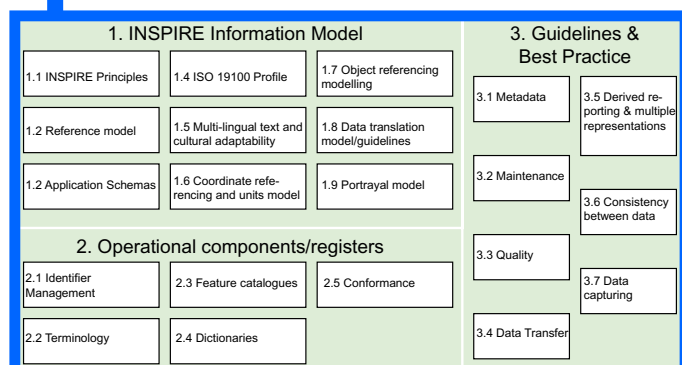 1. INSPIRE Information Model
1.1 INSPIRE Principles
1.2 Reference model
1.2 Application Schemas
1.4 ISO 19100 Profile
1.5 Multi-lingual text and
cultural adaptability
1.6 Coordinate refe-
rencing and units model
1.7 Object referencing
modelling
1.8 Data translation
model/guidelines
1.9 Portrayal model
2. Operational components/registers
2.1 Identifier
Management
2.2 Terminology
2.3 Feature catalogues
2.4 Dictionaries
2.5 Conformance
3. Guidelines &
Best Practice
3.1 Metadata
3.2 Maintenance
3.3 Quality
3.4 Data Transfer
3.5 Derived re-
porting & multiple
representations
3.6 Consistency
between data
3.7 Data
capturing